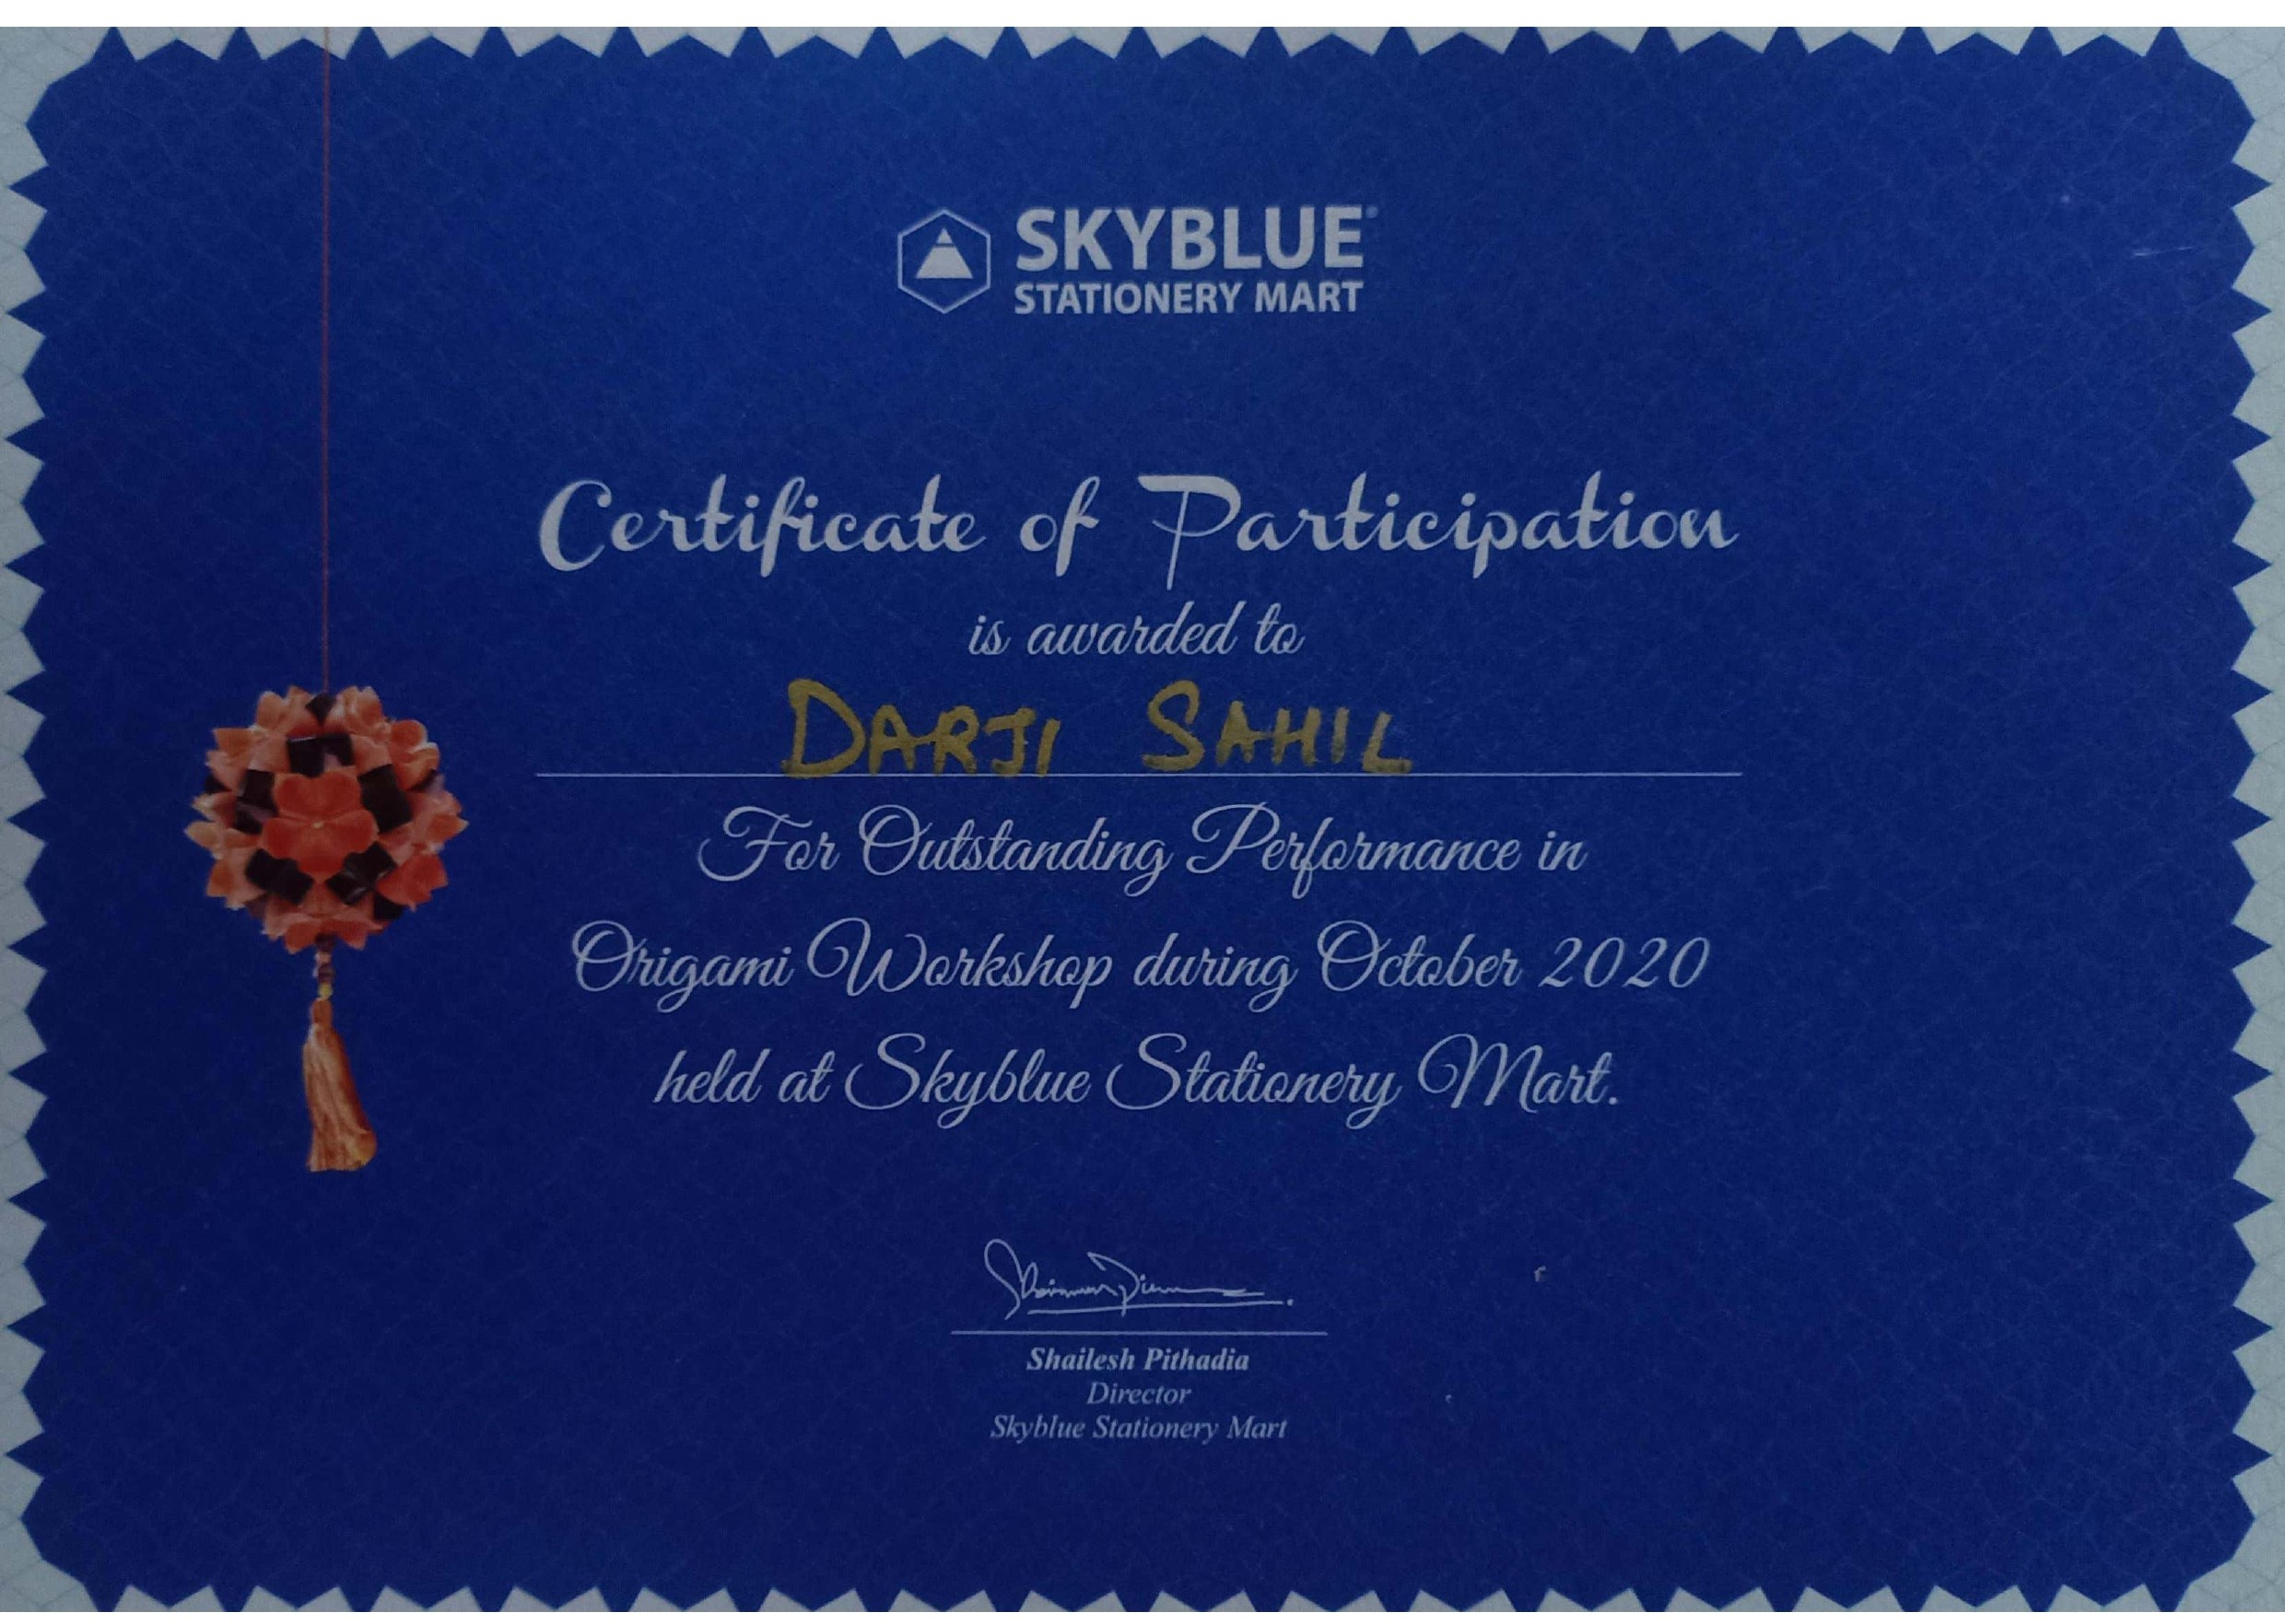 SKYBLUE
STATIONERY MART
Certificate of Participation
is awarded to
DARJI SAHIL
For Outstanding Performance in
Origami Workshop during October 2020
held at Skyblue Stationery Mart.
Shailesh Pithadia
Director
Skyblue Stationery Mart